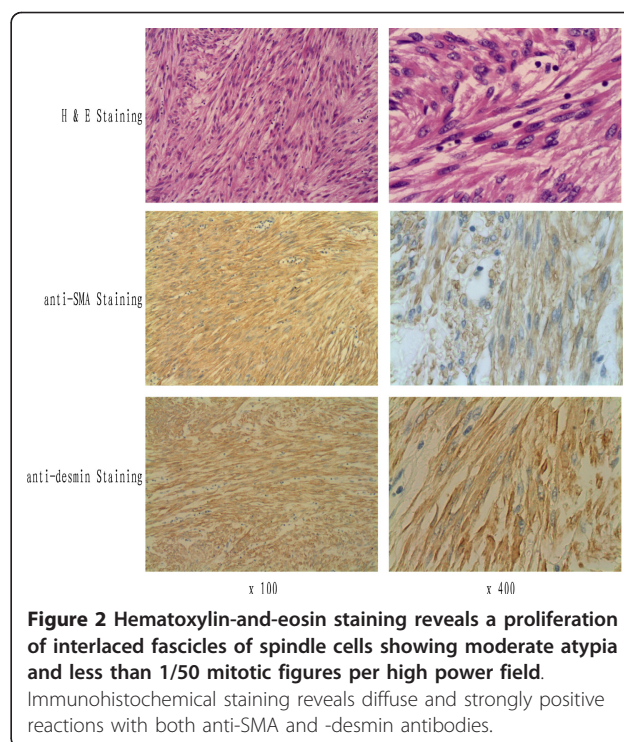 H & E Staining
anti-SMA Staining
anti-desmin Staining
x 100 x 400
Figure 2 Hematoxylin-and-eosin staining reveals a proliferation
of interlaced fascicles of spindle cells showing moderate atypia
and less than 1/50 mitotic figures per high power field.
Immunohistochemical staining reveals diffuse and strongly positive
reactions with both anti-SMA and -desmin antibodies.